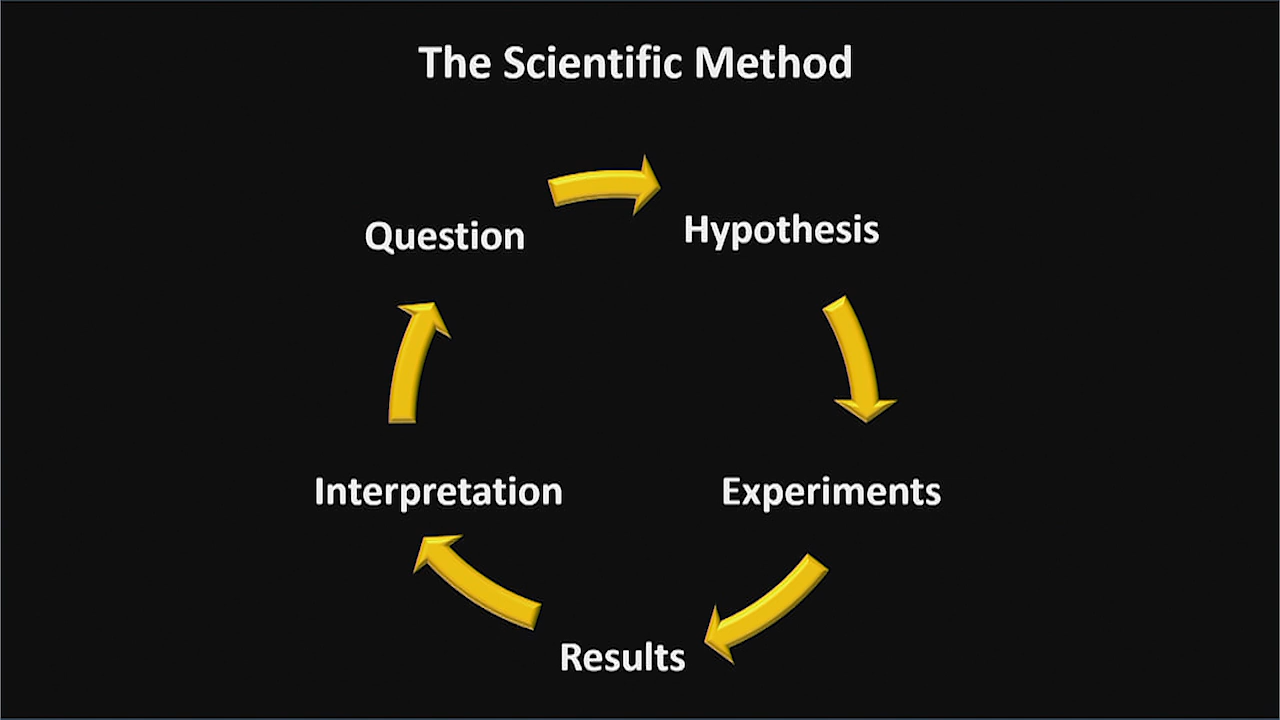 The Scientific Method
Question
Hypothesis
Experiments
Results
Interpretation